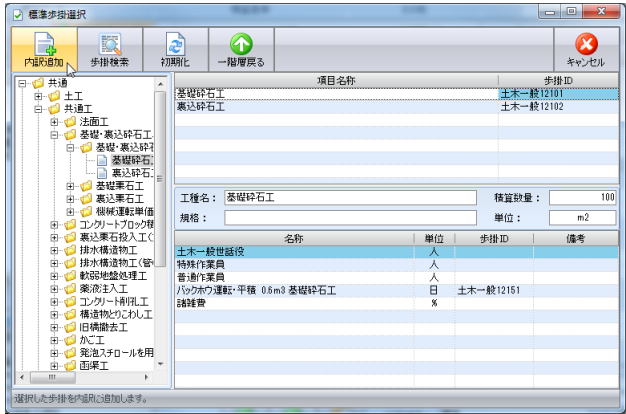 標準歩掛選択
内訳追加 歩掛検索 初期化 一階層戻る キャンセル
共通
土工
共通工
法面工
基礎・裏込砕石工
基礎・裏込砕石
基礎砕石工
裏込砕石工
基礎栗石工
裏込栗石工
機械運転単価
コンクリートブロック積
裏込栗石投入工(
排水構造物工
排水構造物工(管
軟弱地盤処理工
薬液注入工
コンクリート削孔工
構造物とりこわし工
旧橋撤去工
かご工
発泡スチロールを用
函渠工
項目名称 歩掛ID
基礎砕石工 土木一般12101
裏込砕石工 土木一般12102
工種名： 基礎砕石工 積算数量： 100
規格： 単位： m2
名称 単位 歩掛ID 備考
土木一般世話役 人
特殊作業員 人
普通作業員 人
バックホウ運転・平積 0.6m3 基礎砕石工 日 土木一般12151
諸雑費 %
選択した歩掛を内訳に追加します。